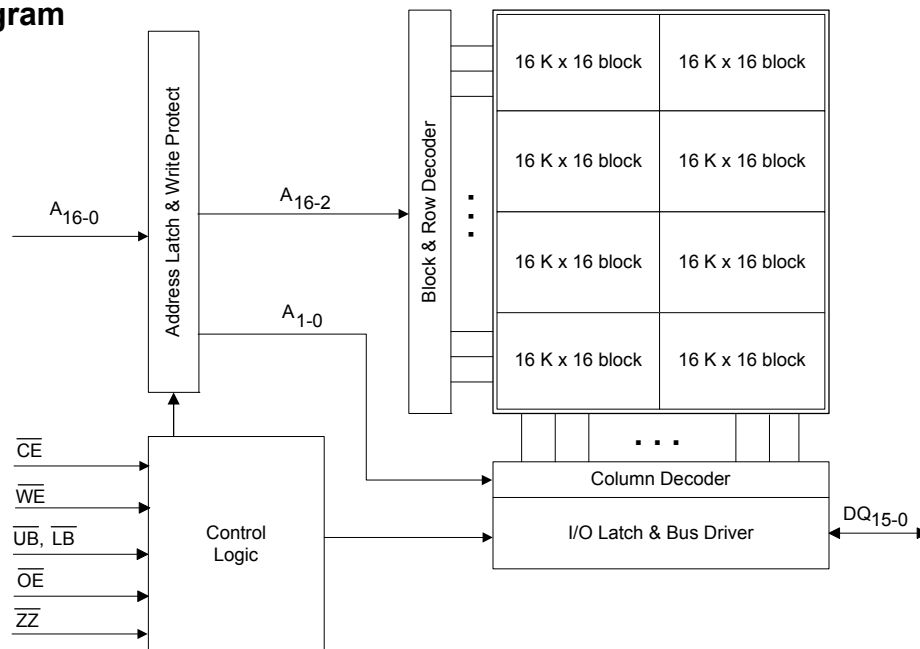 gram
Address Latch & Write Protect
A16-0
A16-2
A1-0
Block & Row Decoder
16 K x 16 block 16 K x 16 block
16 K x 16 block 16 K x 16 block
16 K x 16 block 16 K x 16 block
16 K x 16 block 16 K x 16 block
. . .
. . .
CE
WE
UB, LB
OE
ZZ
Control
Logic
Column Decoder
I/O Latch & Bus Driver
DQ15-0